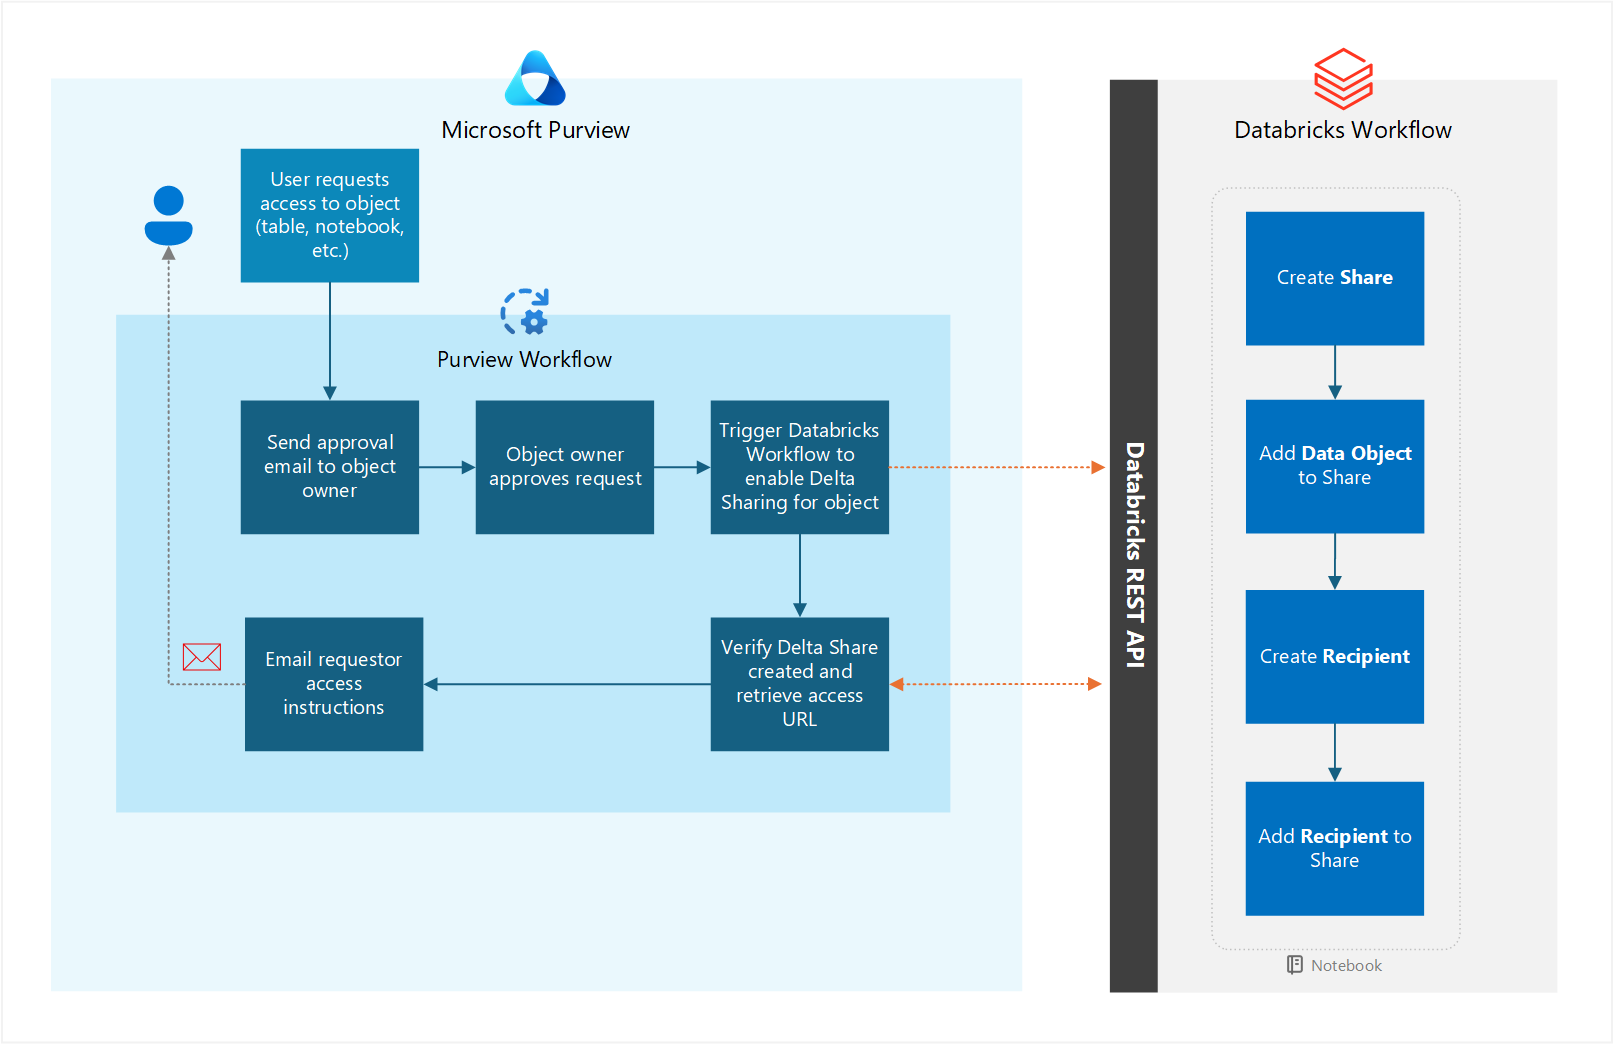 Microsoft Purview
User requests
access to object
(table, notebook,
etc.)
Purview Workflow
Send approval
email to object
owner
Object owner
approves request
Trigger Databricks
Workflow to
enable Delta
Sharing for object
Verify Delta Share
created and
retrieve access
URL
Email requestor
access
instructions
Databricks REST API
Databricks Workflow
Create Share
Add Data Object
to Share
Create Recipient
Add Recipient to
Share
Notebook